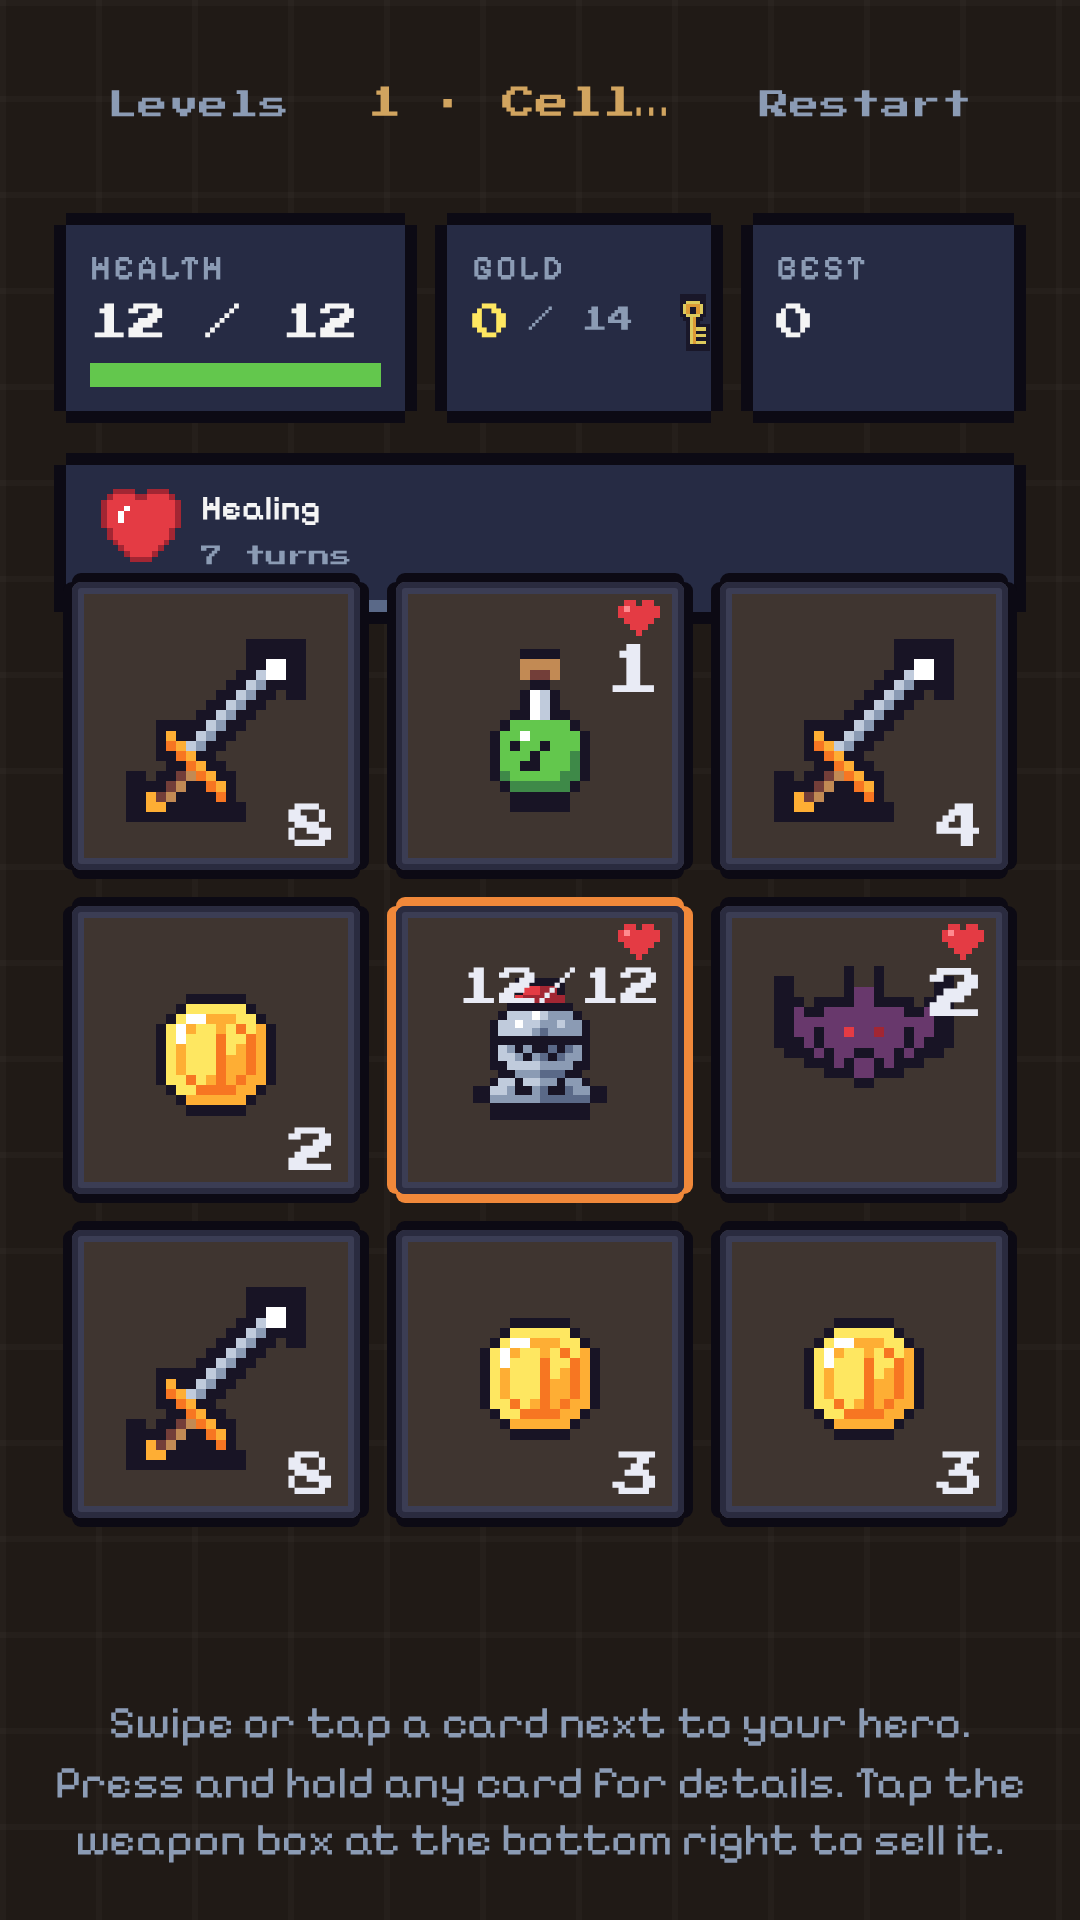 Levels 1 · Cell... Restart
HEALTH GOLD BEST
12 / 12 0 / 14 0
Healing
7 turns
1
8 4
12/12 2
2
8 3 3
Swipe or tap a card next to your hero.
Press and hold any card for details. Tap the
weapon box at the bottom right to sell it.